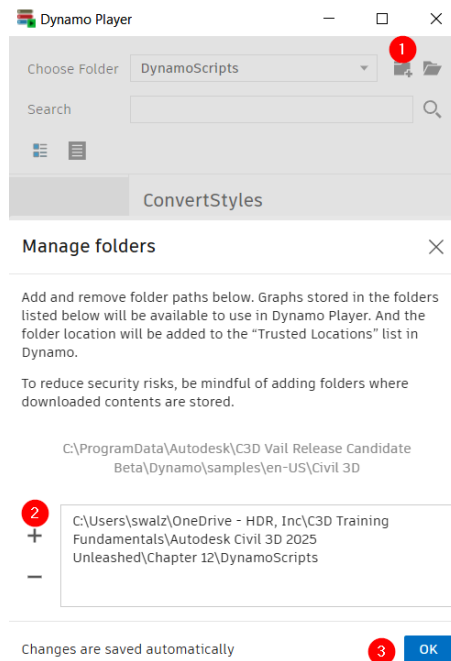 Dynamo Player
1
Choose Folder DynamoScripts
Search
ConvertStyles
Manage folders
Add and remove folder paths below. Graphs stored in the folders
listed below will be available to use in Dynamo Player. And the
folder location will be added to the “Trusted Locations” list in
Dynamo.
To reduce security risks, be mindful of adding folders where
downloaded contents are stored.
C:\ProgramData\Autodesk\C3D Vail Release Candidate
Beta\Dynamo\samples\en-US\Civil 3D
2
C:\Users\swalz\OneDrive - HDR, Inc\C3D Training
Fundamentals\Autodesk Civil 3D 2025
Unleashed\Chapter 12\DynamoScripts
Changes are saved automatically 3 OK